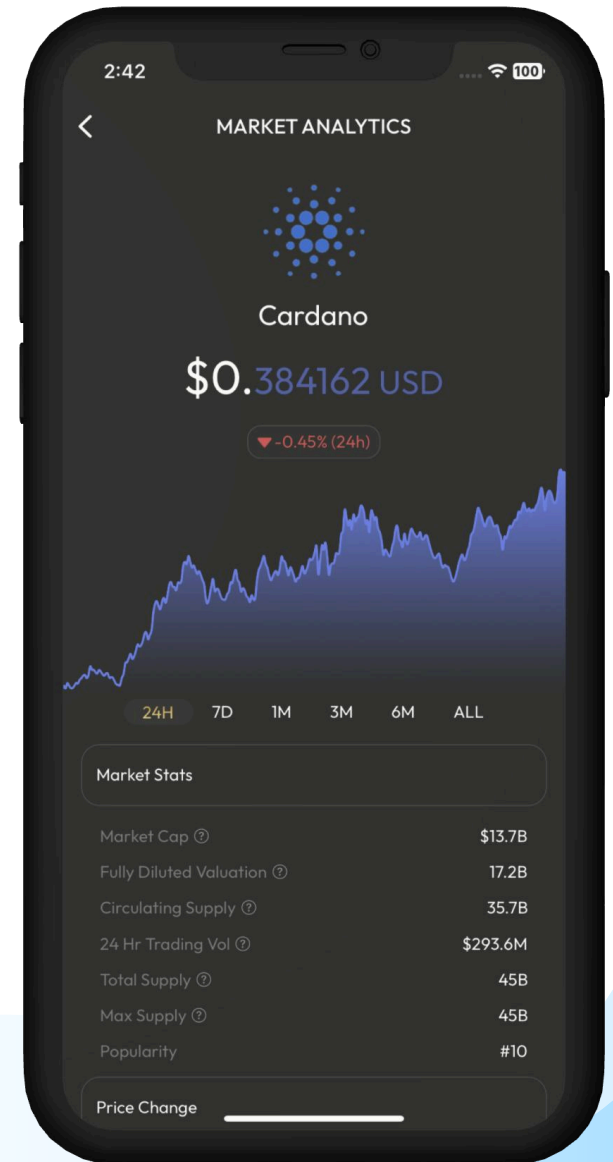 2:42
100
MARKET ANALYTICS
Cardano
$0.384162 USD
-0.45% (24h)
24H 7D 1M 3M 6M ALL
Market Stats
Market Cap ? $13.7B
Fully Diluted Valuation ? 17.2B
Circulating Supply ? 35.7B
24 Hr Trading Vol ? $293.6M
Total Supply ? 45B
Max Supply ? 45B
Popularity #10
Price Change